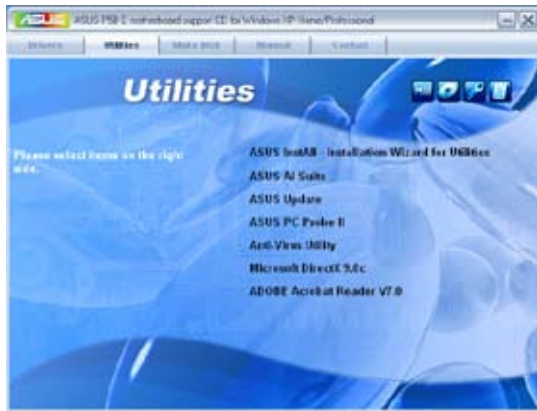 ASUS
ASUS P5B-E motherboard support CD for Windows XP Home/Professional
Drivers
Utilities
Make Disk
Manual
Contact
Utilities
Please select items on the right
side.
ASUS InstAll - Installation Wizard for Utilities
ASUS AI Suite
ASUS Update
ASUS PC Probe II
Anti-Virus Utility
Microsoft DirectX 9.0c
ADOBE Acrobat Reader V7.0